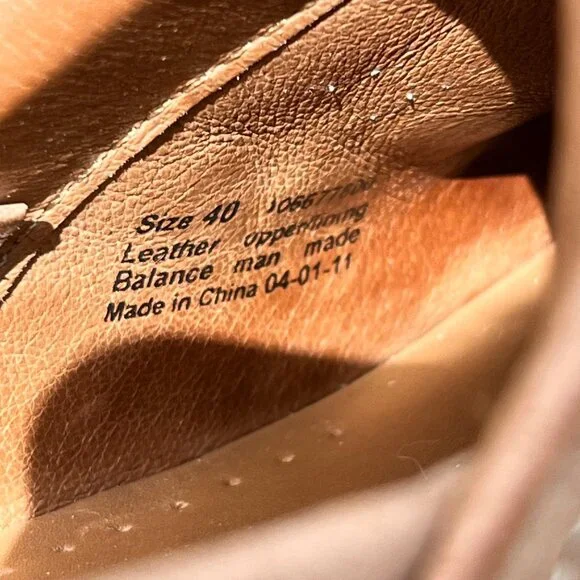 Size 40
Leather upper/lining
Balance man made
Made in China 04-01-11